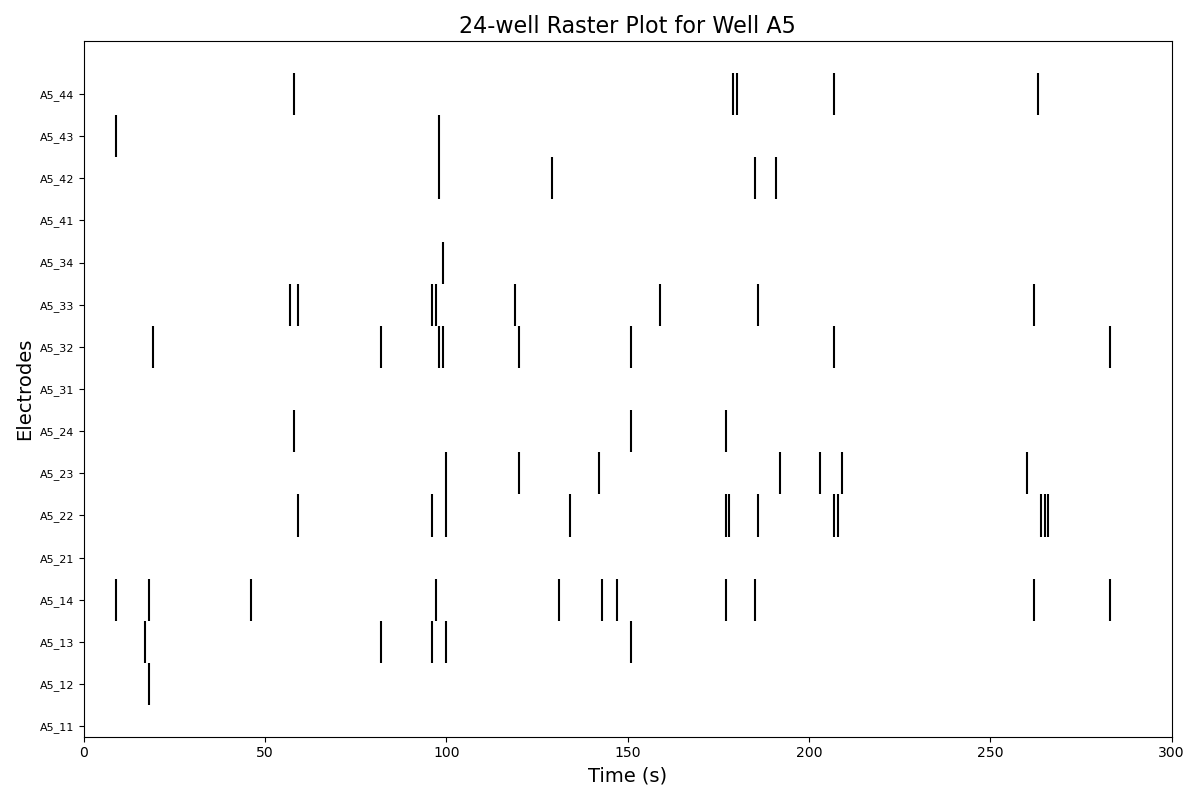 24-well Raster Plot for Well A5
A5_44
A5_43
A5_42
A5_41
A5_34
A5_33
A5_32
A5_31
A5_24
A5_23
A5_22
A5_21
A5_14
A5_13
A5_12
A5_11
Electrodes
0 50 100 150 200 250 300
Time (s)